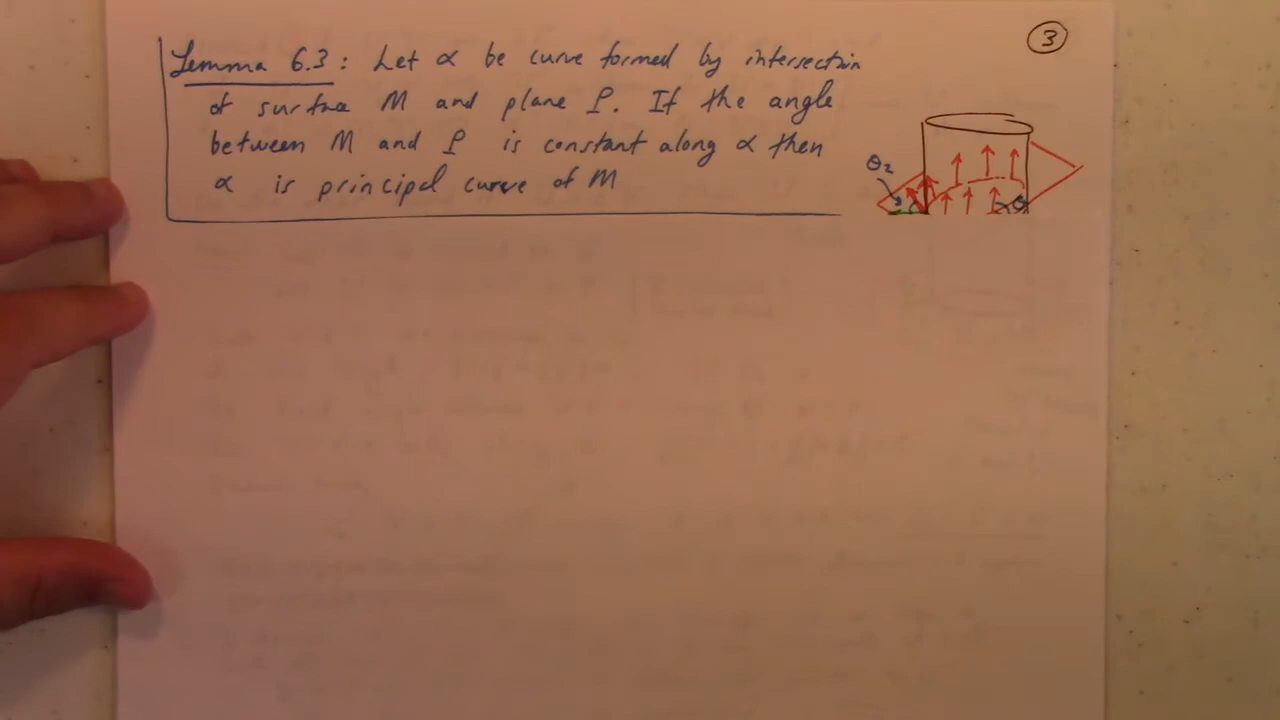 3
Lemma 6.3: Let α be curve formed by intersection
of surface M and plane P. If the angle
between M and P is constant along α then
α is principal curve of M
θ2
θ